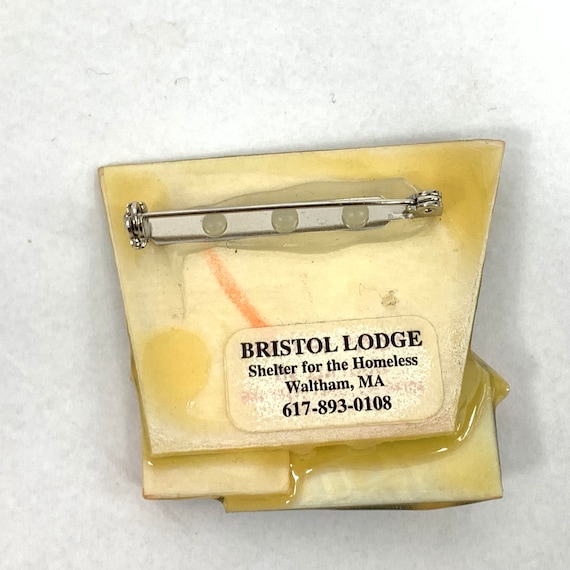 BRISTOL LODGE
Shelter for the Homeless
Waltham, MA
617-893-0108